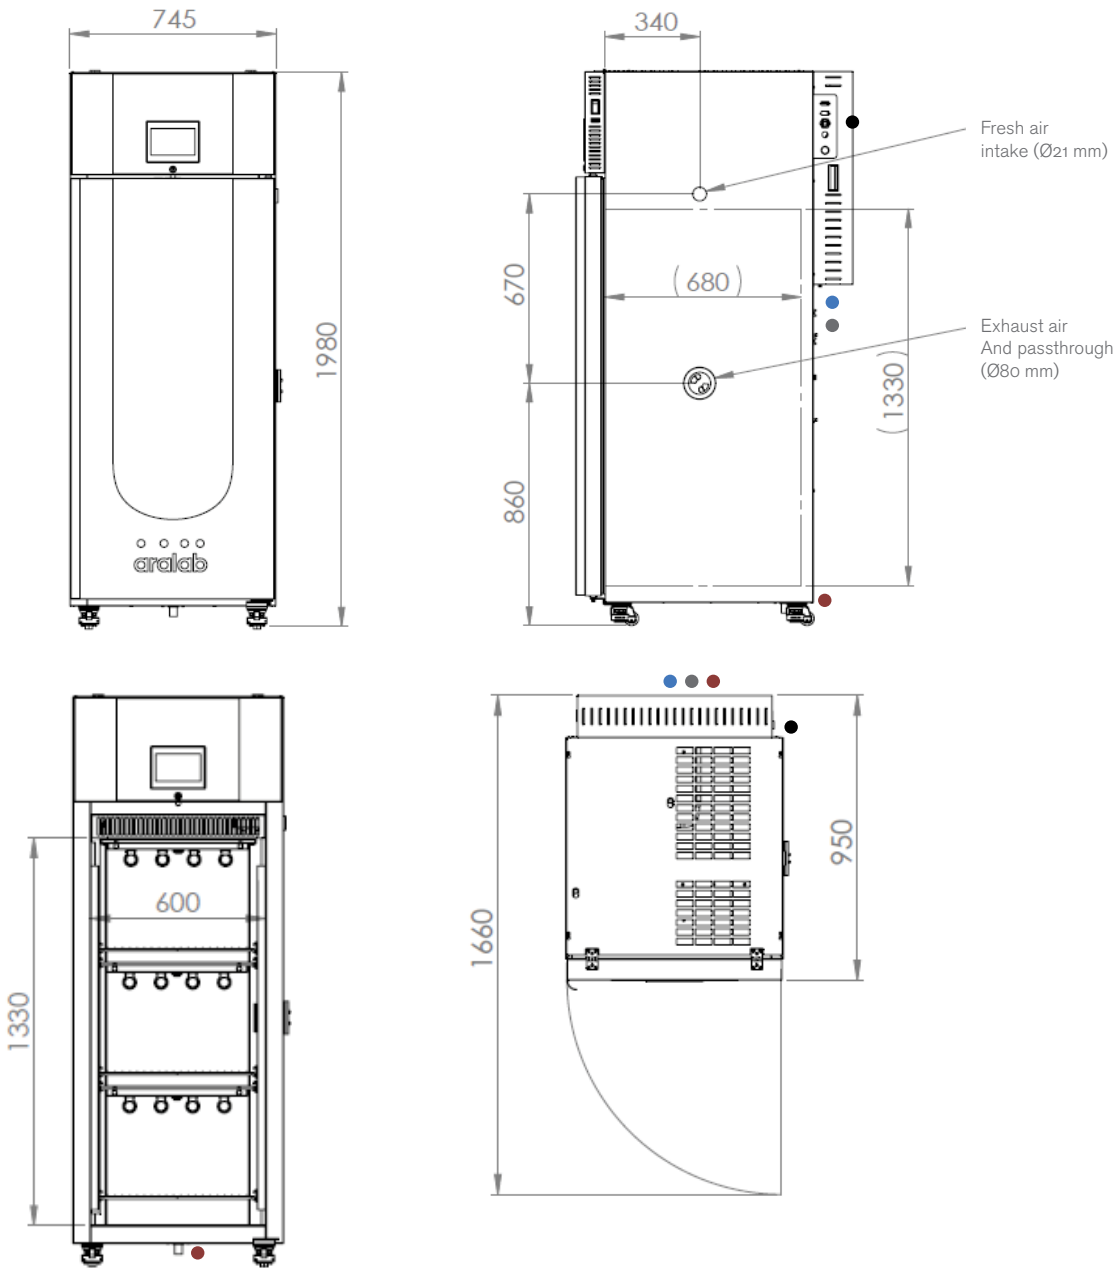 745
340
Fresh air
intake (Ø21 mm)
670
(680)
1980
Exhaust air
And passthrough
(Ø80 mm)
(1330)
860
aralab
950
600
1660
1330